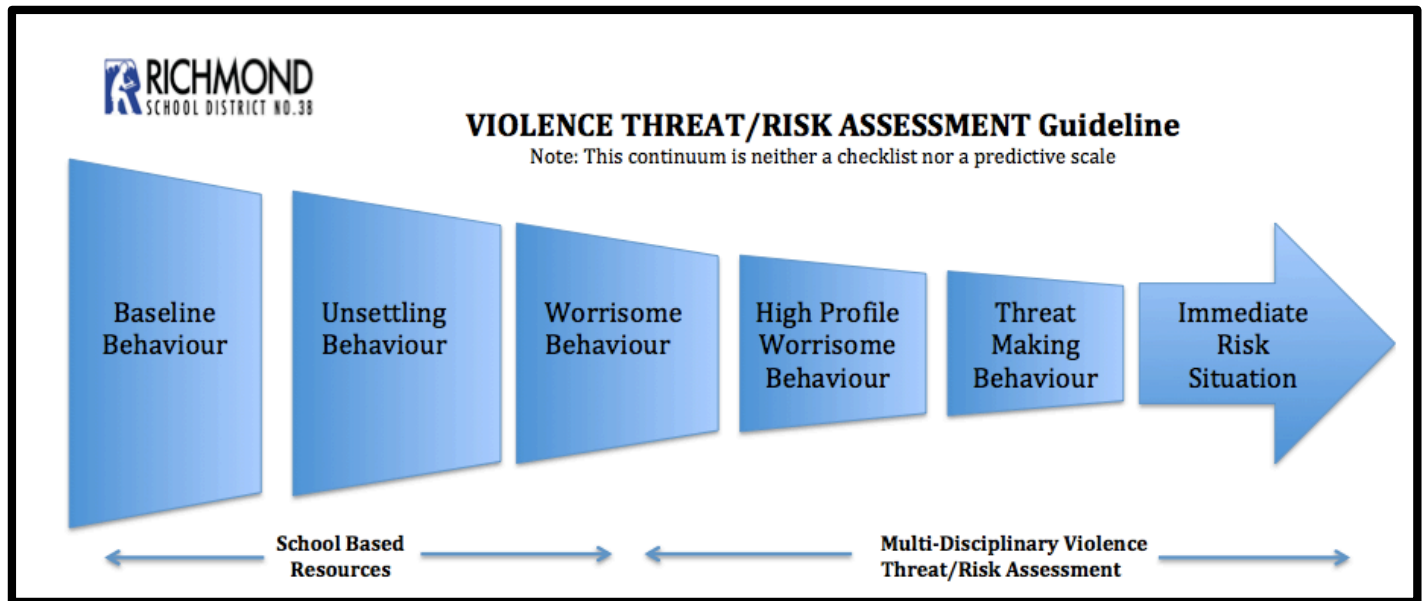 RICHMOND
SCHOOL DISTRICT NO.38
VIOLENCE THREAT/RISK ASSESSMENT Guideline
Note: This continuum is neither a checklist nor a predictive scale
Baseline
Behaviour
Unsettling
Behaviour
Worrisome
Behaviour
High Profile
Worrisome
Behaviour
Threat
Making
Behaviour
Immediate
Risk
Situation
School Based
Resources
Multi-Disciplinary Violence
Threat/Risk Assessment